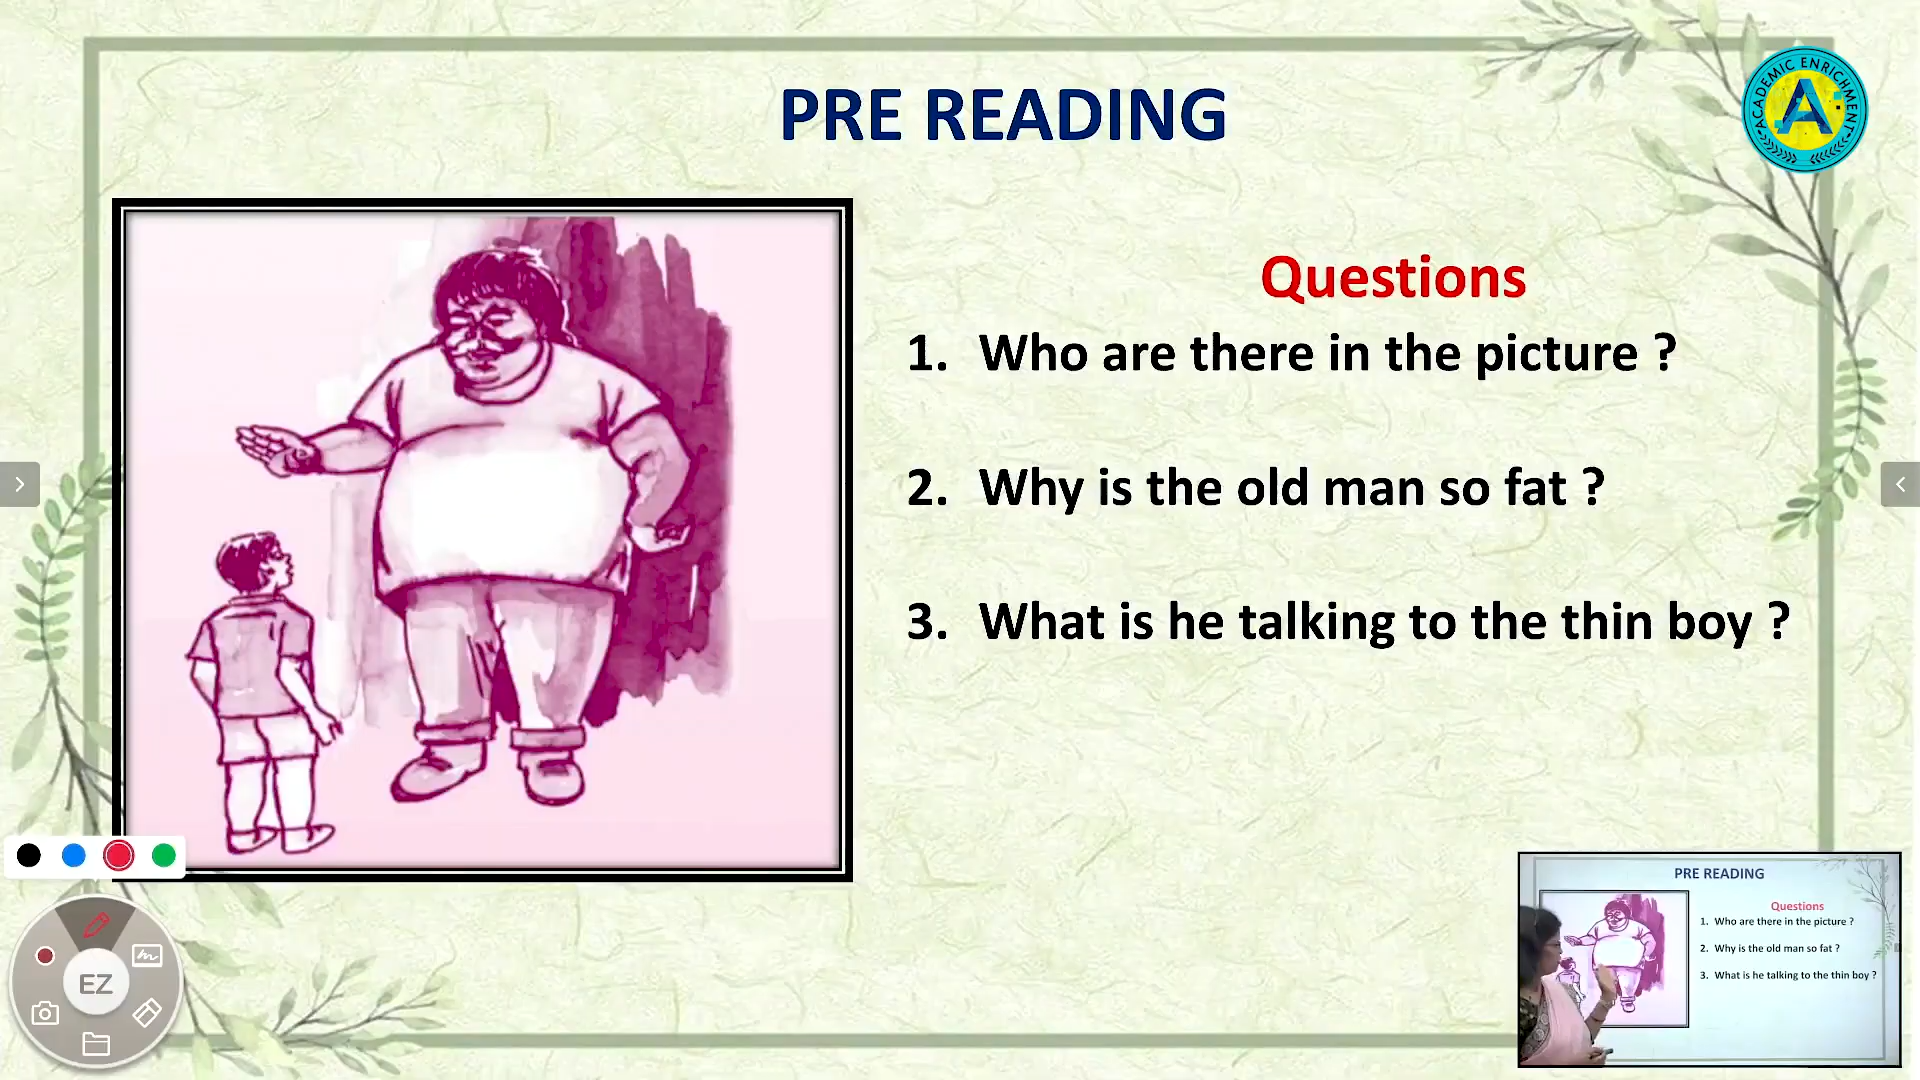 PRE READING
ACADEMIC ENRICHMENT
A
Questions
1. Who are there in the picture ?
2. Why is the old man so fat ?
3. What is he talking to the thin boy ?
EZ
PRE READING
Questions
1. Who are there in the picture ?
2. Why is the old man so fat ?
3. What is he talking to the thin boy ?